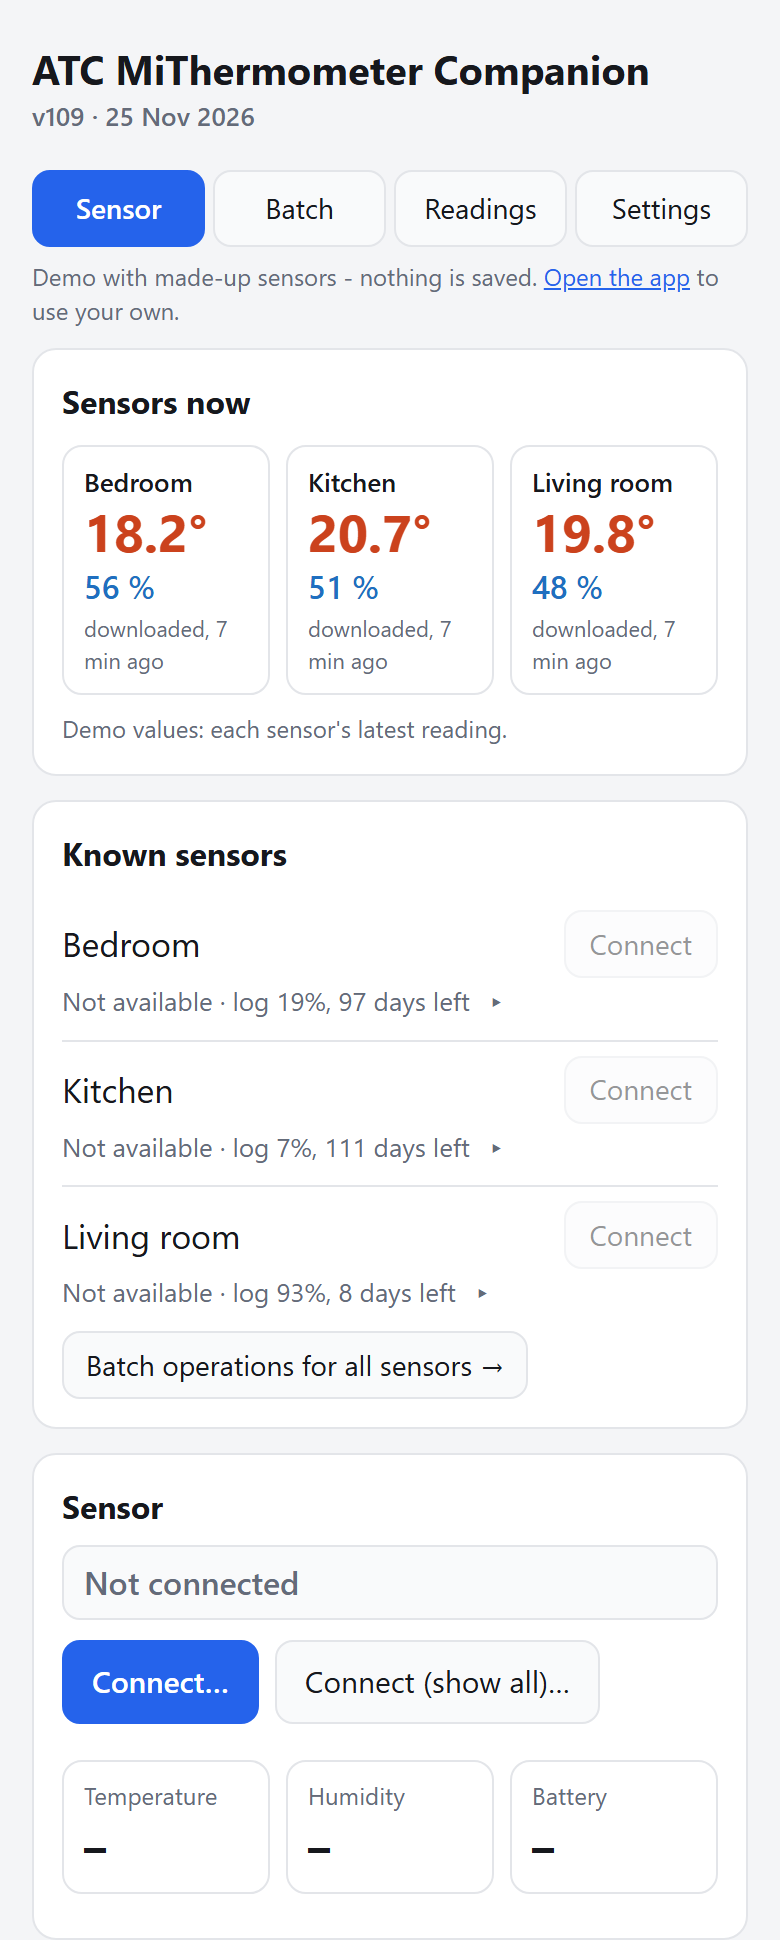 ATC MiThermometer Companion
v109 · 25 Nov 2026
Sensor
Batch
Readings
Settings
Demo with made-up sensors - nothing is saved. Open the app to
use your own.
Sensors now
Bedroom
18.2°
56 %
downloaded, 7
min ago
Kitchen
20.7°
51 %
downloaded, 7
min ago
Living room
19.8°
48 %
downloaded, 7
min ago
Demo values: each sensor's latest reading.
Known sensors
Bedroom
Connect
Not available · log 19%, 97 days left ▸
Kitchen
Connect
Not available · log 7%, 111 days left ▸
Living room
Connect
Not available · log 93%, 8 days left ▸
Batch operations for all sensors →
Sensor
Not connected
Connect…
Connect (show all)…
Temperature
–
Humidity
–
Battery
–